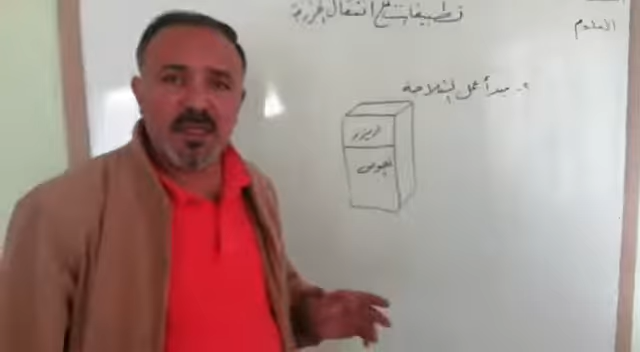 العلوم
تطبيقات على انتقال الحرارة
٢- مبدأ عمل الثلاجة
الفريزر